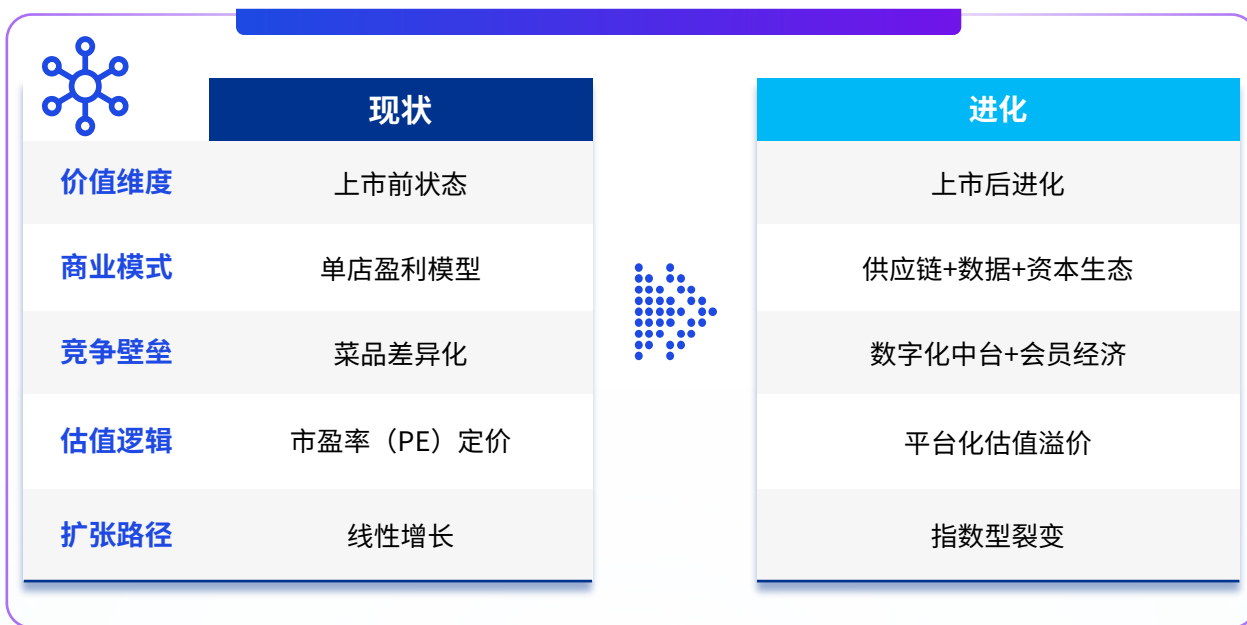 现状
进化
价值维度
上市前状态
上市后进化
商业模式
单店盈利模型
供应链+数据+资本生态
竞争壁垒
菜品差异化
数字化中台+会员经济
估值逻辑
市盈率（PE）定价
平台化估值溢价
扩张路径
线性增长
指数型裂变